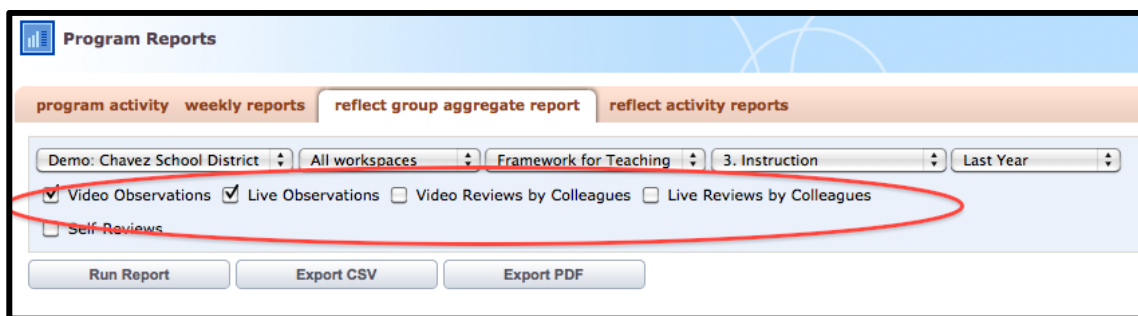 Program Reports
program activity weekly reports reflect group aggregate report reflect activity reports
Demo: Chavez School District All workspaces Framework for Teaching 3. Instruction Last Year
Video Observations Live Observations Video Reviews by Colleagues Live Reviews by Colleagues
Self-Reviews
Run Report Export CSV Export PDF